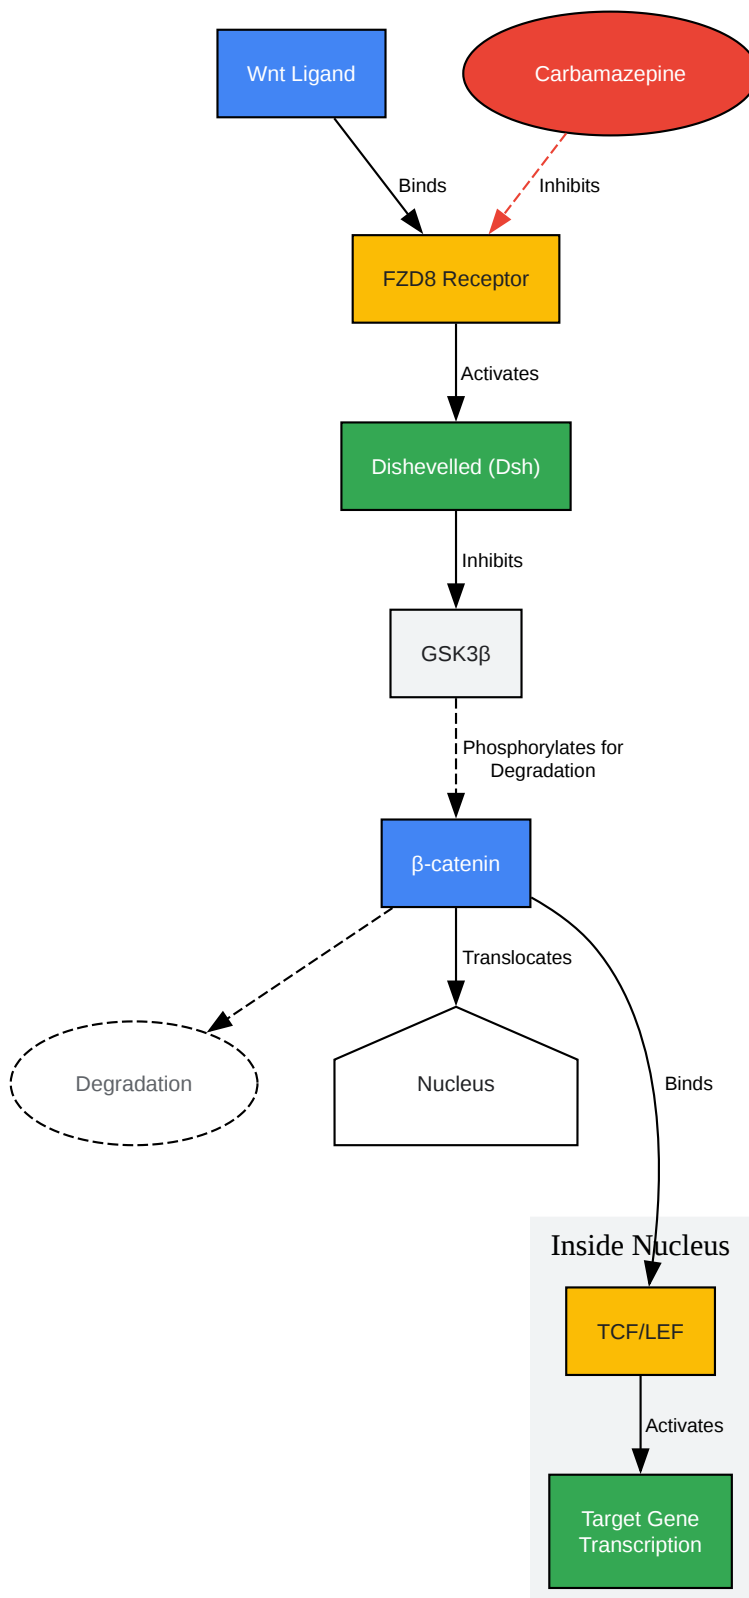 Wnt Ligand
Carbamazepine
Binds
Inhibits
FZD8 Receptor
Activates
Dishevelled (Dsh)
Inhibits
GSK3β
Phosphorylates for
Degradation
β-catenin
Translocates
Degradation
Nucleus
Binds
Inside Nucleus
TCF/LEF
Activates
Target Gene
Transcription